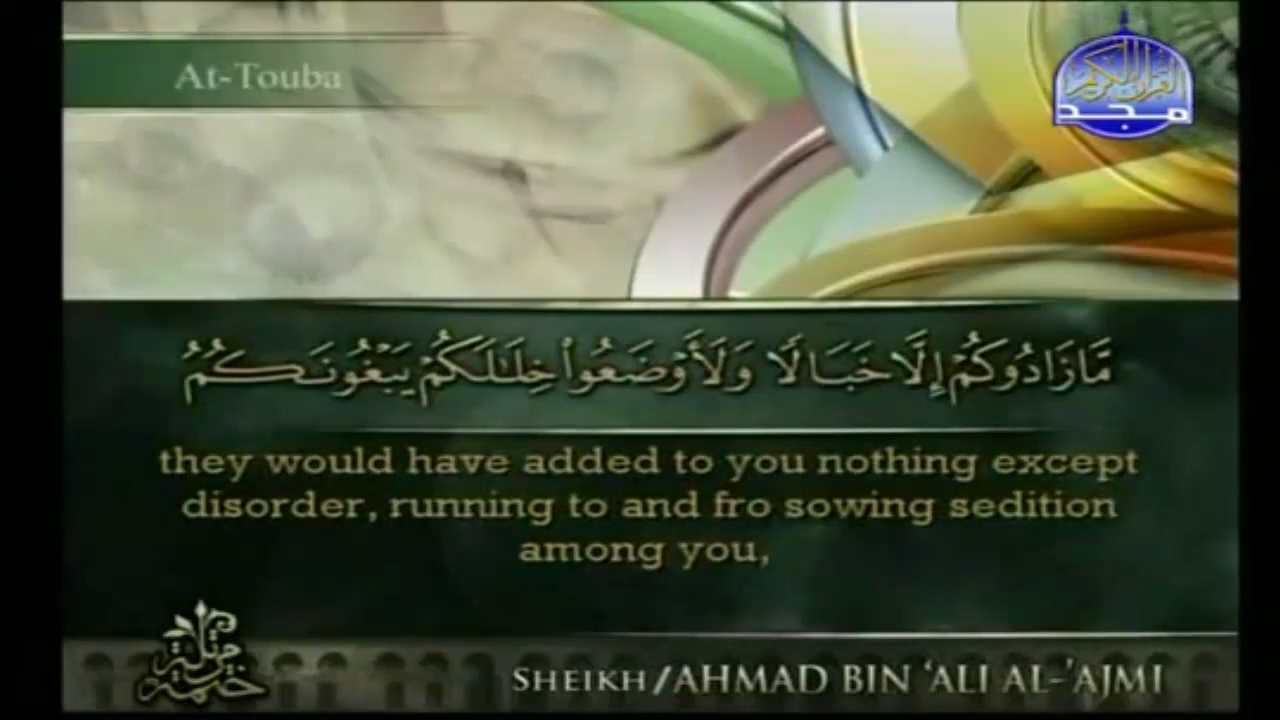 At-Touba
القرآن الكريم
مجد
مَّا زَادُوكُمْ إِلَّا خَبَالًا وَلَأَوْضَعُوا۟ خِلَـٰلَكُمْ يَبْغُونَكُمُ
they would have added to you nothing except
disorder, running to and fro sowing sedition
among you,
ختمة مرتلة
SHEIKH/AHMAD BIN ‘ALI AL-’AJMI